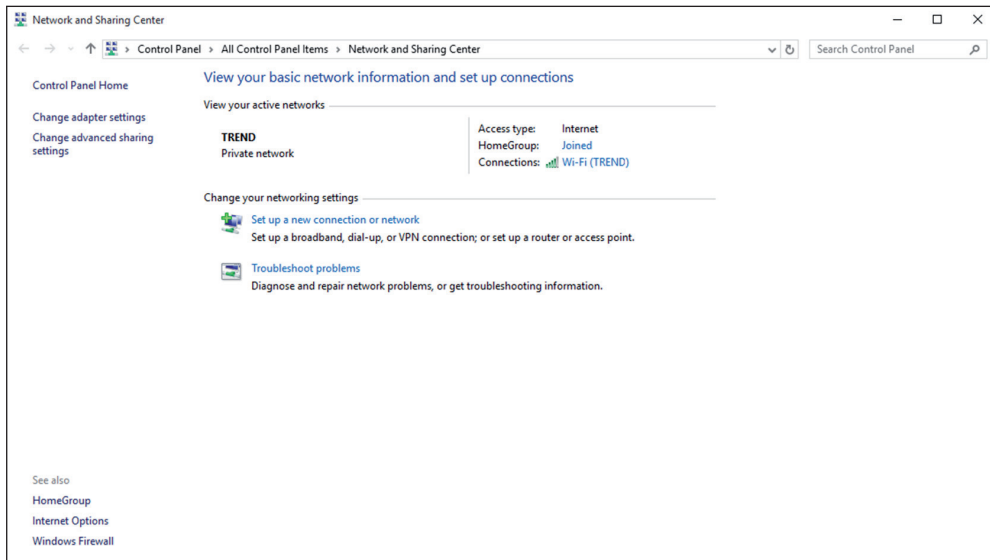 Network and Sharing Center
Control Panel > All Control Panel Items > Network and Sharing Center
Search Control Panel
Control Panel Home
Change adapter settings
Change advanced sharing
settings
View your basic network information and set up connections
View your active networks
TREND
Private network
Access type: Internet
HomeGroup: Joined
Connections: Wi-Fi (TREND)
Change your networking settings
Set up a new connection or network
Set up a broadband, dial-up, or VPN connection; or set up a router or access point.
Troubleshoot problems
Diagnose and repair network problems, or get troubleshooting information.
See also
HomeGroup
Internet Options
Windows Firewall